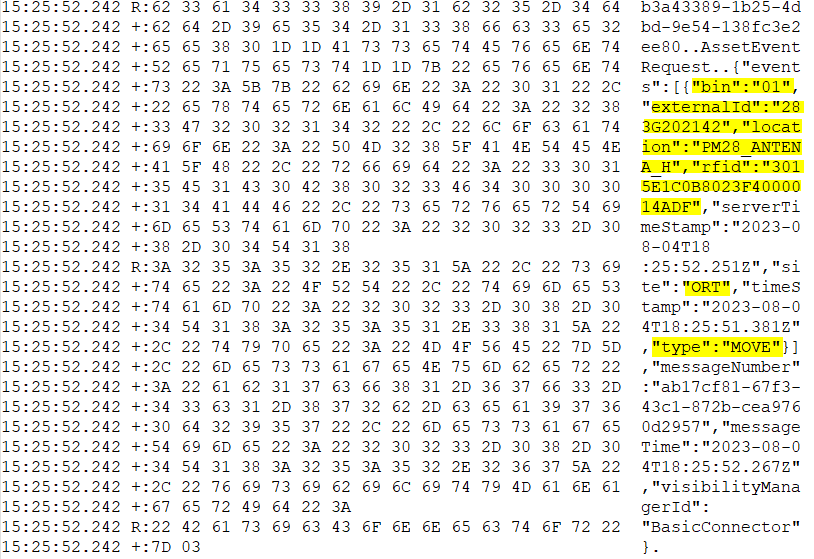 15:25:52.242 R:62 33 61 34 33 33 38 39 2D 31 62 32 35 2D 34 64 b3a43389-1b25-4d
15:25:52.242 +:62 64 2D 39 65 35 34 2D 31 33 38 66 63 33 65 32 bd-9e54-138fc3e2
15:25:52.242 +:65 65 38 30 1D 1D 41 73 73 65 74 45 76 65 6E 74 ee80..AssetEvent
15:25:52.242 +:52 65 71 75 65 73 74 1D 1D 7B 22 65 76 65 6E 74 Request..{"event
15:25:52.242 +:73 22 3A 5B 7B 22 62 69 6E 22 3A 22 30 31 22 2C s":[{"bin":"01",
15:25:52.242 +:22 65 78 74 65 72 6E 61 6C 49 64 22 3A 22 32 38 "externalId":"28
15:25:52.242 +:33 47 32 30 32 31 34 32 22 2C 22 6C 6F 63 61 74 3G202142","locat
15:25:52.242 +:69 6F 6E 22 3A 22 50 4D 32 38 5F 41 4E 54 45 4E ion":"PM28_ANTEN
15:25:52.242 +:41 5F 48 22 2C 22 72 66 69 64 22 3A 22 33 30 31 A_H","rfid":"301
15:25:52.242 +:35 45 31 43 30 42 38 30 32 33 46 34 30 30 30 30 5E1C0B8023F40000
15:25:52.242 +:31 34 41 44 46 22 2C 22 73 65 72 76 65 72 54 69 14ADF","serverTi
15:25:52.242 +:6D 65 53 74 61 6D 70 22 3A 22 32 30 32 33 2D 30 meStamp":"2023-0
15:25:52.242 +:38 2D 30 34 54 31 38 8-04T18
15:25:52.242 R:3A 32 35 3A 35 32 2E 32 35 31 5A 22 2C 22 73 69 :25:52.251Z","si
15:25:52.242 +:74 65 22 3A 22 4F 52 54 22 2C 22 74 69 6D 65 53 te":"ORT","timeS
15:25:52.242 +:74 61 6D 70 22 3A 22 32 30 32 33 2D 30 38 2D 30 tamp":"2023-08-0
15:25:52.242 +:34 54 31 38 3A 32 35 3A 35 31 2E 33 38 31 5A 22 4T18:25:51.381Z"
15:25:52.242 +:2C 22 74 79 70 65 22 3A 22 4D 4F 56 45 22 7D 5D ,"type":"MOVE"}]
15:25:52.242 +:2C 22 6D 65 73 73 61 67 65 4E 75 6D 62 65 72 22 ,"messageNumber"
15:25:52.242 +:3A 22 61 62 31 37 63 66 38 31 2D 36 37 66 33 2D :"ab17cf81-67f3-
15:25:52.242 +:34 33 63 31 2D 38 37 32 62 2D 63 65 61 39 37 36 43c1-872b-cea976
15:25:52.242 +:30 64 32 39 35 37 22 2C 22 6D 65 73 73 61 67 65 0d2957","message
15:25:52.242 +:54 69 6D 65 22 3A 22 32 30 32 33 2D 30 38 2D 30 Time":"2023-08-0
15:25:52.242 +:34 54 31 38 3A 32 35 3A 35 32 2E 32 36 37 5A 22 4T18:25:52.267Z"
15:25:52.242 +:2C 22 76 69 73 69 62 69 6C 69 74 79 4D 61 6E 61 ,"visibilityMana
15:25:52.242 +:67 65 72 49 64 22 3A gerId":
15:25:52.242 R:22 42 61 73 69 63 43 6F 6E 6E 65 63 74 6F 72 22 "BasicConnector"
15:25:52.242 +:7D 03 }.